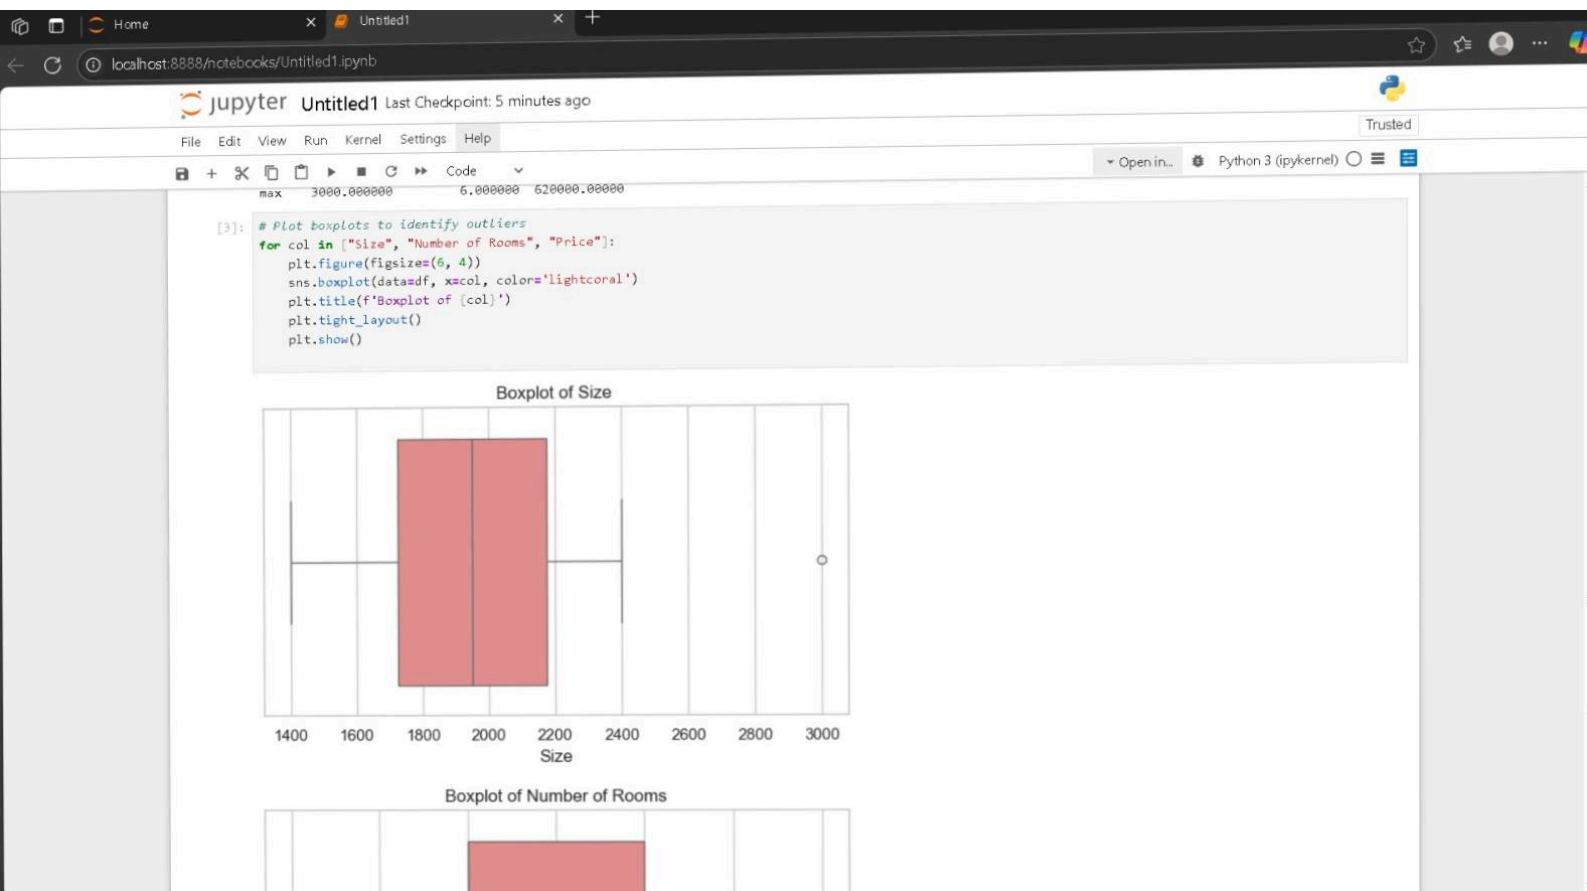 Home
Untitled1
localhost:8888/notebooks/Untitled1.ipynb
jupyter Untitled1 Last Checkpoint: 5 minutes ago
Trusted
File Edit View Run Kernel Settings Help
Code
Open in... Python 3 (ipykernel)
max 3000.000000 6.000000 620000.00000
[3]: # Plot boxplots to identify outliers
for col in ["Size", "Number of Rooms", "Price"]:
    plt.figure(figsize=(6, 4))
    sns.boxplot(data=df, x=col, color='lightcoral')
    plt.title(f'Boxplot of {col}')
    plt.tight_layout()
    plt.show()
Boxplot of Size
1400 1600 1800 2000 2200 2400 2600 2800 3000
Size
Boxplot of Number of Rooms